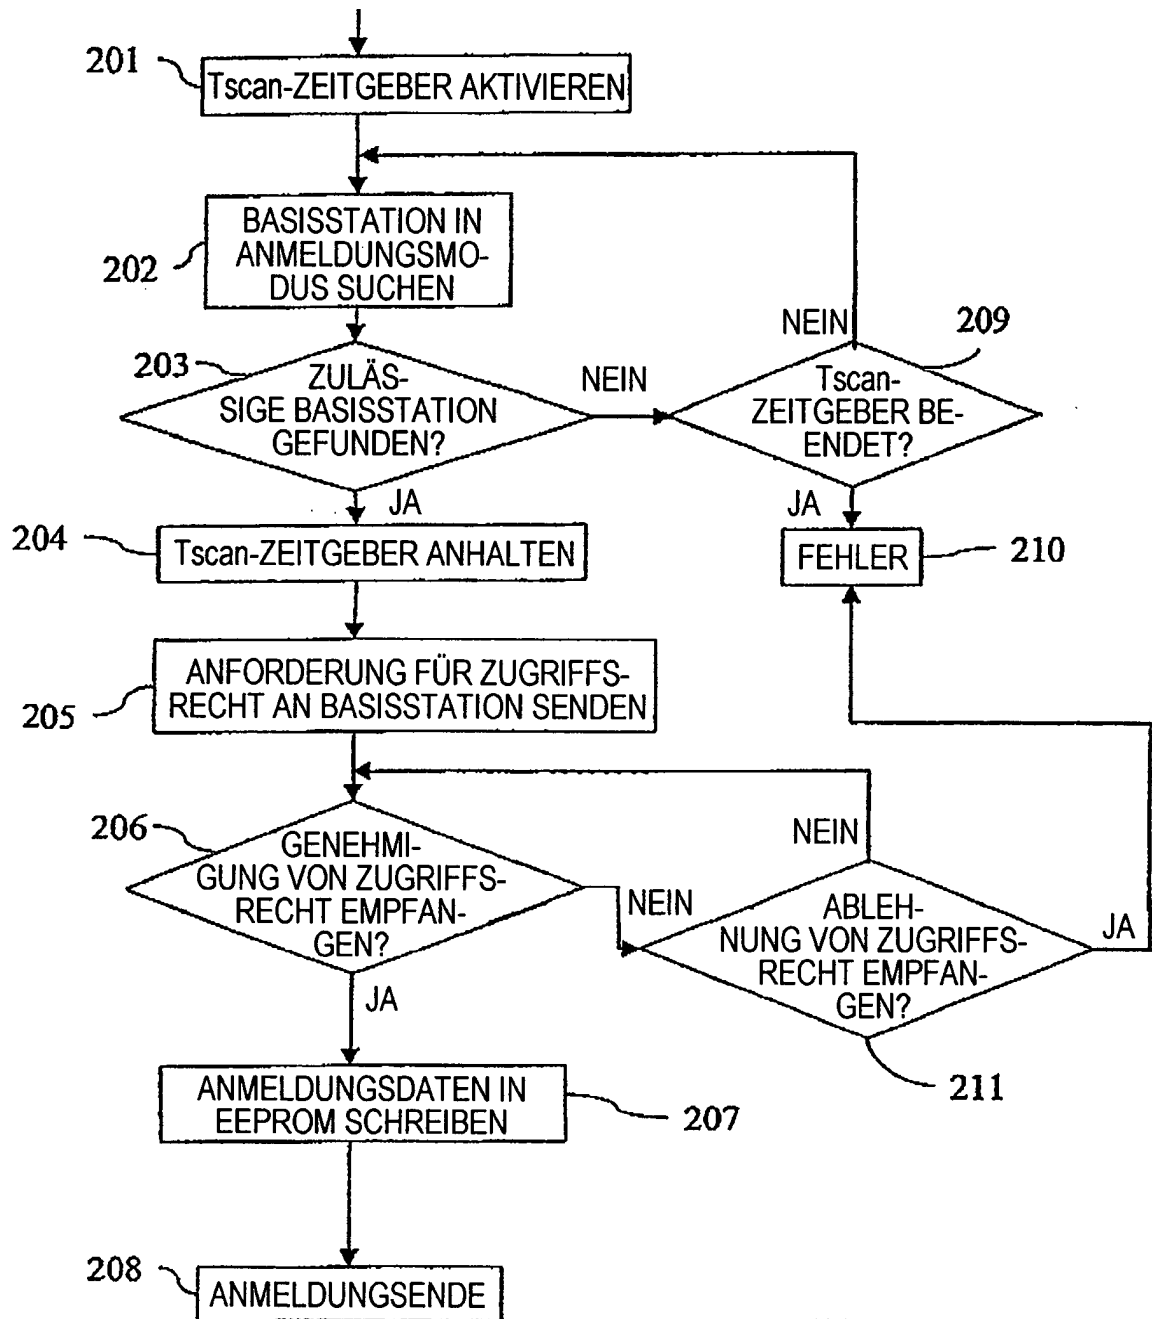 201
Tscan-ZEITGEBER AKTIVIEREN
BASISSTATION IN
ANMELDUNGSMO-
DUS SUCHEN
202
NEIN
209
203
ZULÄS-
SIGE BASISSTATION
GEFUNDEN?
NEIN
Tscan-
ZEITGEBER BE-
ENDET?
JA
JA
204
Tscan-ZEITGEBER ANHALTEN
FEHLER
210
ANFORDERUNG FÜR ZUGRIFFS-
RECHT AN BASISSTATION SENDEN
205
206
GENEHMI-
GUNG VON ZUGRIFFS-
RECHT EMPFAN-
GEN?
NEIN
NEIN
ABLEH-
NUNG VON ZUGRIFFS-
RECHT EMPFAN-
GEN?
JA
JA
211
ANMELDUNGSDATEN IN
EEPROM SCHREIBEN
207
208
ANMELDUNGSENDE